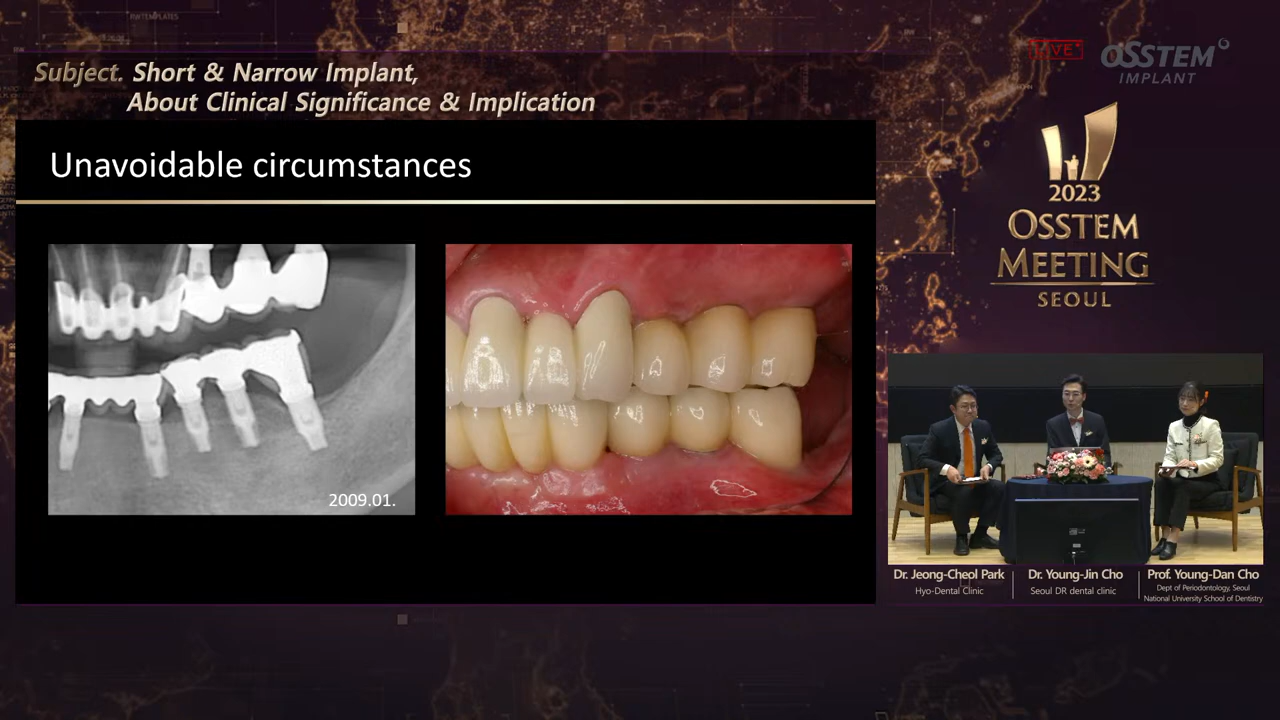 Subject. Short & Narrow Implant,
About Clinical Significance & Implication
LIVE
OSSTEM
IMPLANT
Unavoidable circumstances
2009.01.
2023
OSSTEM
MEETING
SEOUL
Dr. Jeong-Cheol Park
Hyo-Dental Clinic
Dr. Young-Jin Cho
Seoul DR dental clinic
Prof. Young-Dan Cho
Dept of Periodontology, Seoul
National University School of Dentistry